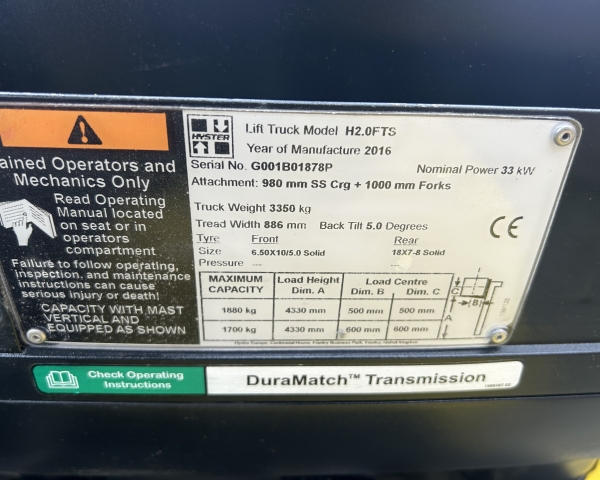 HYSTER
Lift Truck Model H2.0FTS
Year of Manufacture 2016
Serial No. G001B01878P
Nominal Power 33 kW
Attachment: 980 mm SS Crg + 1000 mm Forks
Truck Weight 3350 kg
Tread Width 886 mm Back Tilt 5.0 Degrees
Tyre Front Rear
Size 6.50X10/5.0 Solid 18X7-8 Solid
Pressure --- ---
CE
MAXIMUM CAPACITY Load Height Dim. A Load Centre Dim. B Dim. C
1880 kg 4330 mm 500 mm 500 mm
1700 kg 4330 mm 600 mm 600 mm
C
B
A
ained Operators and
Mechanics Only
Read Operating
Manual located
on seat or in
operators
compartment
Failure to follow operating,
inspection, and maintenance
instructions can cause
serious injury or death!
CAPACITY WITH MAST
VERTICAL AND
EQUIPPED AS SHOWN
Check Operating
Instructions
DuraMatch™ Transmission